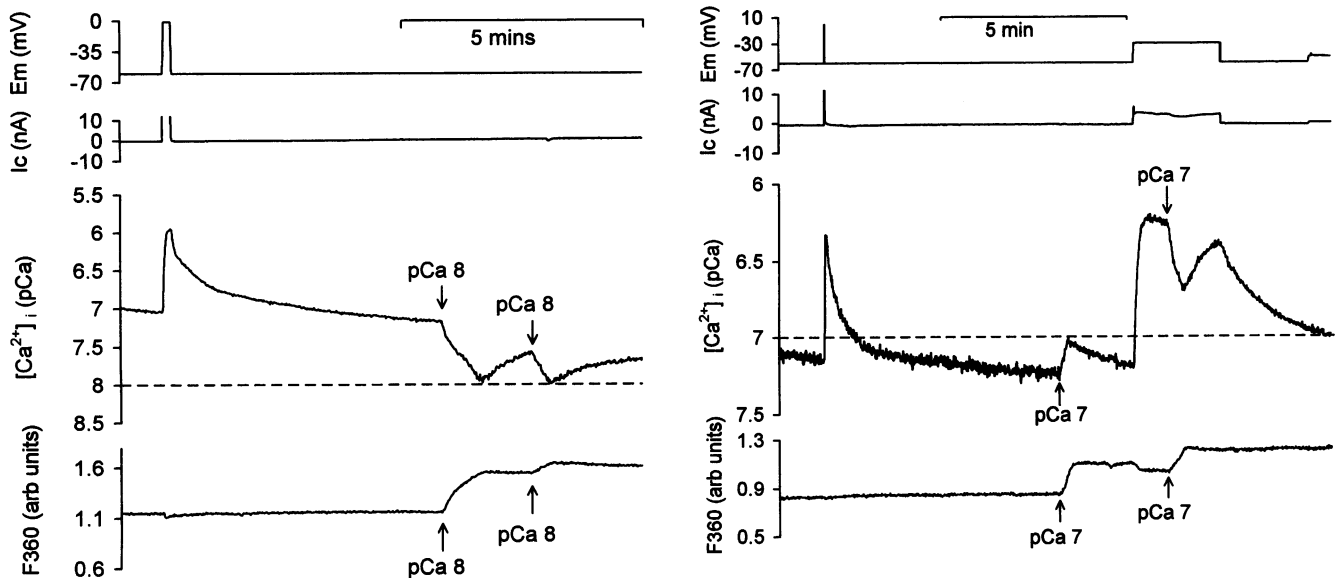 Em (mV)
0
-35
-70
5 mins
Ic (nA)
10
0
-10
[Ca²⁺] i (pCa)
5.5
6
6.5
7
7.5
8
8.5
pCa 8
pCa 8
F360 (arb units)
1.6
1.1
0.6
pCa 8
pCa 8
Em (mV)
10
-30
-70
5 min
Ic (nA)
10
0
-10
[Ca²⁺] i (pCa)
6
6.5
7
7.5
pCa 7
pCa 7
F360 (arb units)
1.3
0.9
0.5
pCa 7
pCa 7